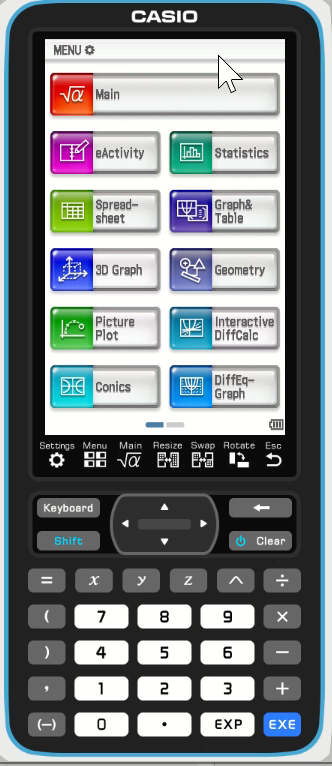 CASIO
MENU
√α Main
eActivity
Statistics
Spread-
sheet
Graph&
Table
3D Graph
Geometry
Picture
Plot
Interactive
DiffCalc
Conics
DiffEq-
Graph
Settings Menu Main Resize Swap Rotate Esc
√α
Keyboard
Shift
Clear
= x y z ^ ÷
( 7 8 9 ×
) 4 5 6 −
, 1 2 3 +
(−) 0 • EXP EXE